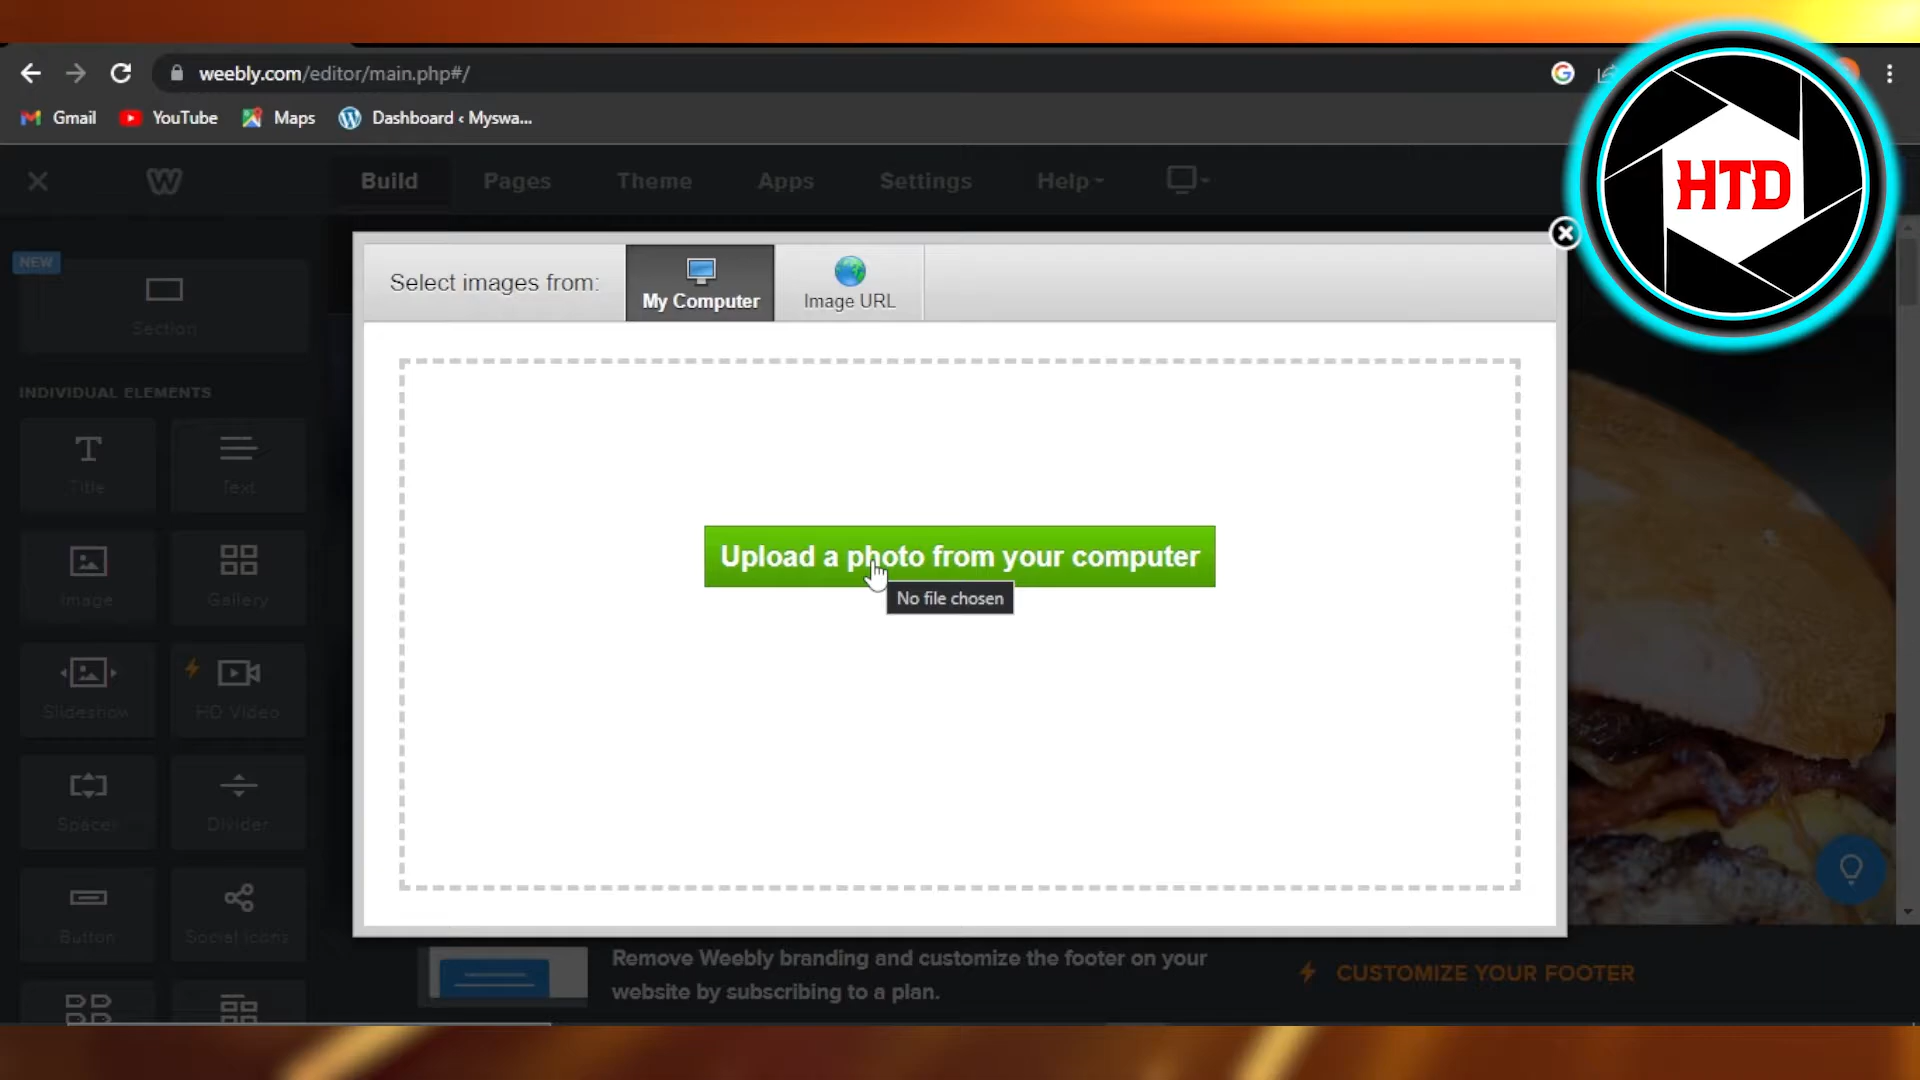 weebly.com/editor/main.php#/
Gmail
YouTube
Maps
Dashboard ‹ Myswa...
HTD
Build
Pages
Theme
Apps
Settings
Help
NEW
Section
Select images from:
My Computer
Image URL
INDIVIDUAL ELEMENTS
Title
Text
Image
Gallery
Slideshow
HD Video
Spacer
Divider
Button
Social Icons
Upload a photo from your computer
No file chosen
Remove Weebly branding and customize the footer on your
website by subscribing to a plan.
CUSTOMIZE YOUR FOOTER